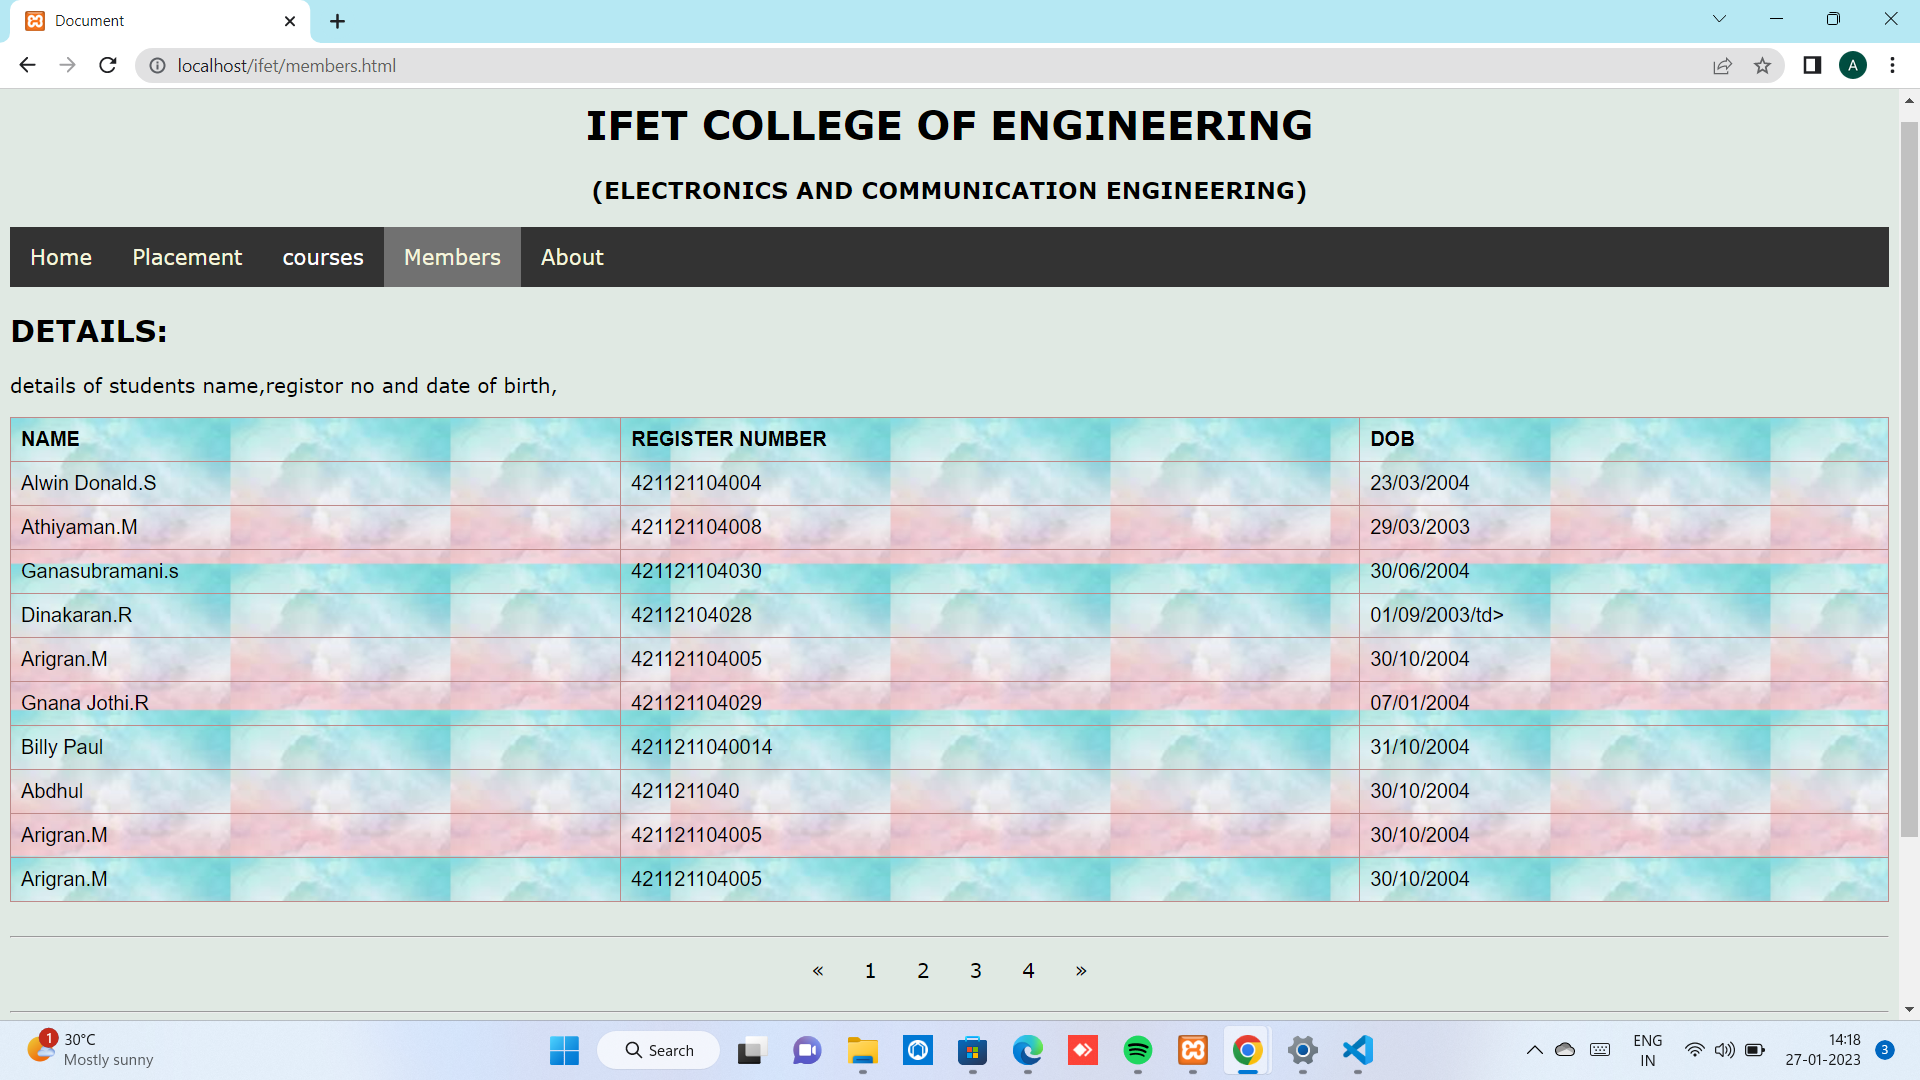 Document
localhost/ifet/members.html
A
IFET COLLEGE OF ENGINEERING
(ELECTRONICS AND COMMUNICATION ENGINEERING)
Home Placement courses Members About
DETAILS:
details of students name,registor no and date of birth,
NAME REGISTER NUMBER DOB
Alwin Donald.S 421121104004 23/03/2004
Athiyaman.M 421121104008 29/03/2003
Ganasubramani.s 421121104030 30/06/2004
Dinakaran.R 42112104028 01/09/2003/td>
Arigran.M 421121104005 30/10/2004
Gnana Jothi.R 421121104029 07/01/2004
Billy Paul 4211211040014 31/10/2004
Abdhul 4211211040 30/10/2004
Arigran.M 421121104005 30/10/2004
Arigran.M 421121104005 30/10/2004
« 1 2 3 4 »
1 30°C
Mostly sunny
Search
ENG
IN
14:18
27-01-2023
3